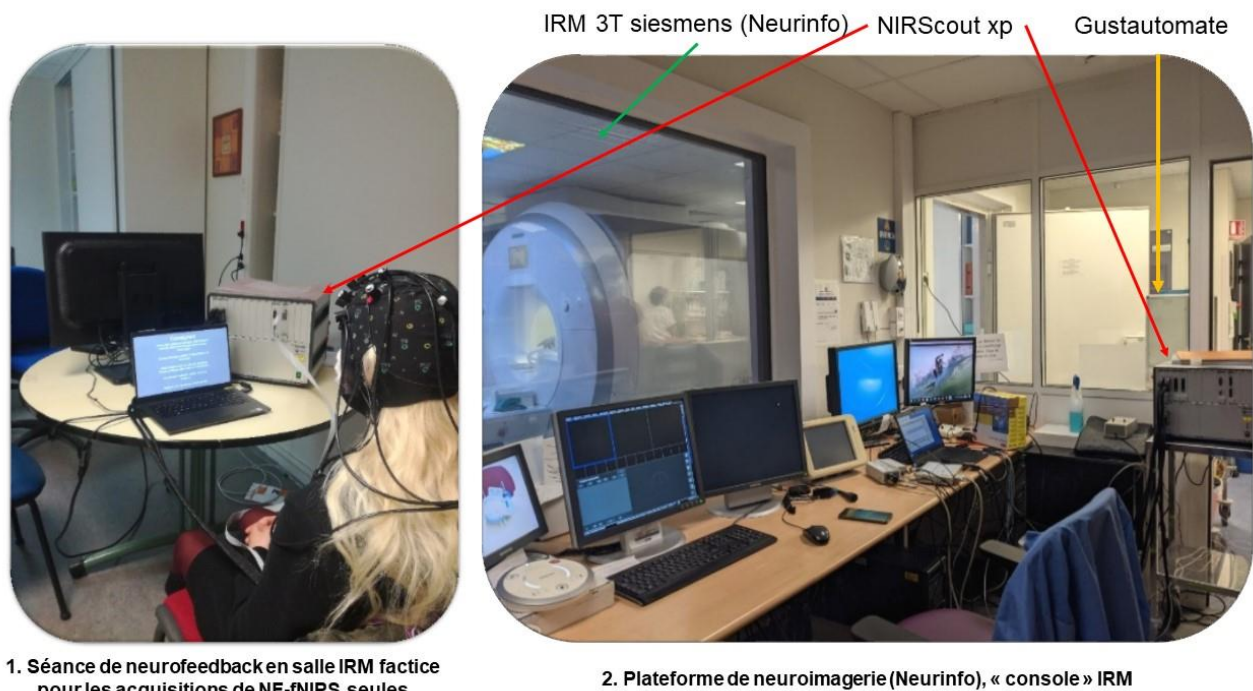 IRM 3T siesmens (Neurinfo)
NIRScout xp
Gustautomate
1. Séance de neurofeedback en salle IRM factice
pour les acquisitions de NF-fNIRS seules
2. Plateforme de neuroimagerie (Neurinfo), « console » IRM